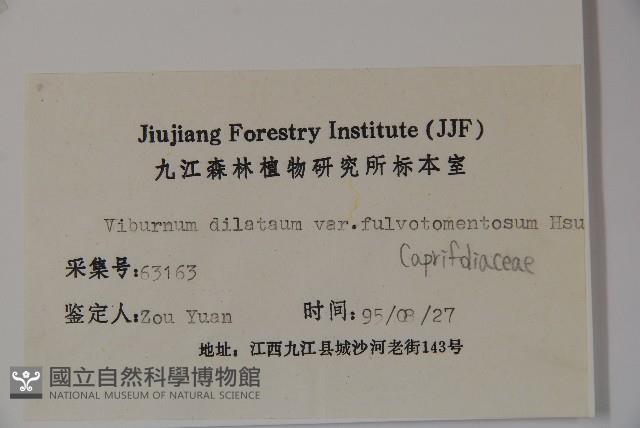 Jiujiang Forestry Institute (JJF)
九江森林植物研究所标本室
Viburnum dilataum var.fulvotomentosum Hsu
Caprifoliaceae
采集号:63163
鉴定人:Zou Yuan 时间:95/08/27
地址：江西九江县城沙河老街143号
國立自然科學博物館
NATIONAL MUSEUM OF NATURAL SCIENCE